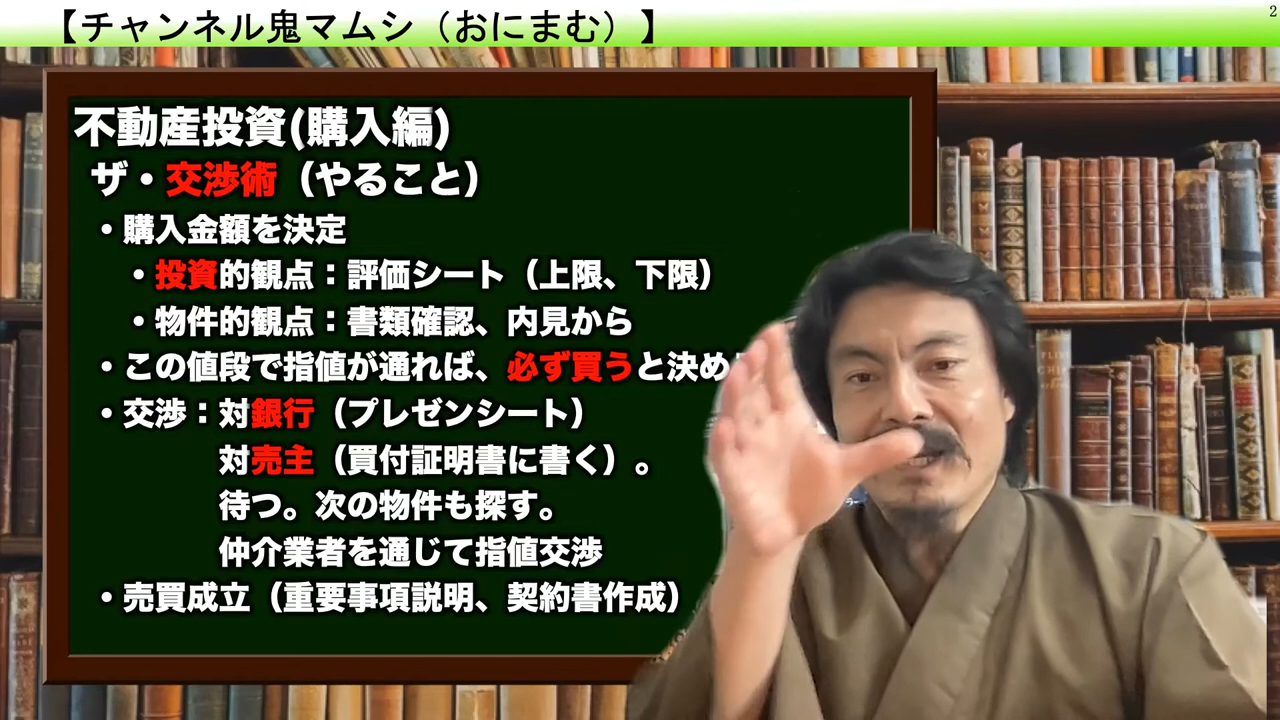 【チャンネル鬼マムシ（おにまむ）】
2
不動産投資(購入編)
ザ・交渉術（やること）
・購入金額を決定
・投資的観点：評価シート（上限、下限）
・物件的観点：書類確認、内見から
・この値段で指値が通れば、必ず買うと決め
・交渉：対銀行（プレゼンシート）
対売主（買付証明書に書く）。
待つ。次の物件も探す。
仲介業者を通じて指値交渉
・売買成立（重要事項説明、契約書作成）